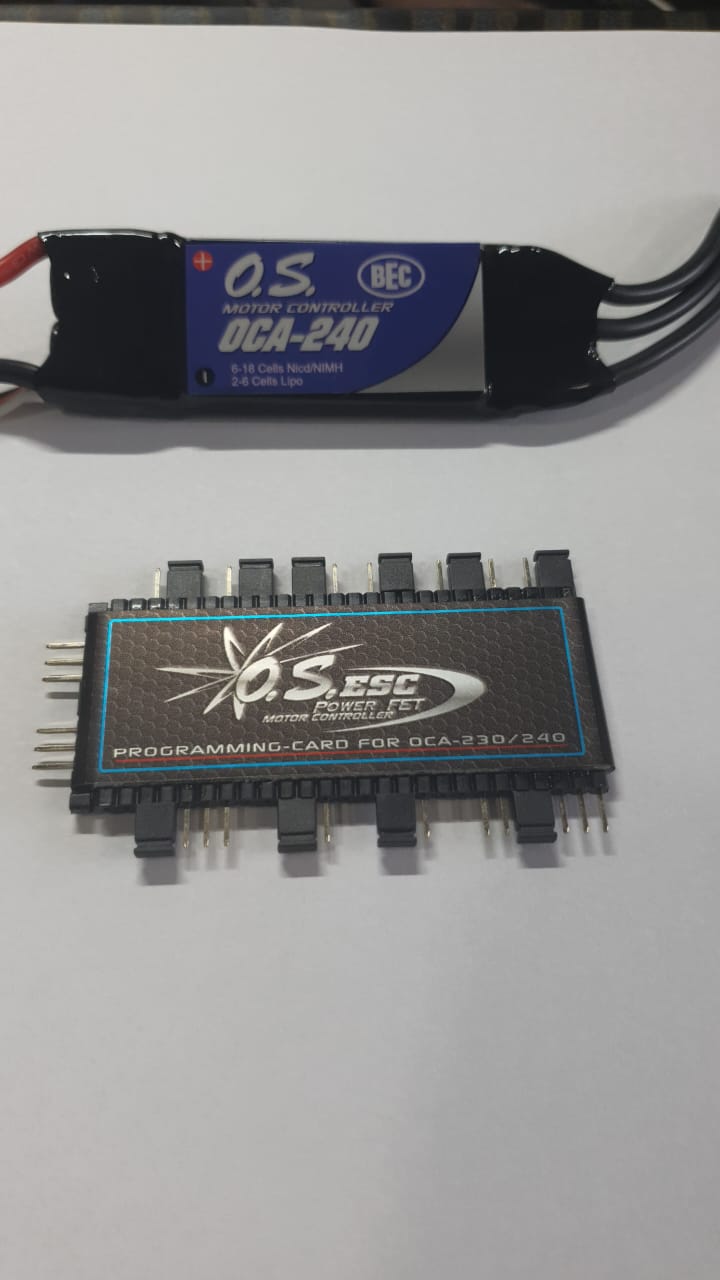 O.S.
BEC
MOTOR CONTROLLER
OCA-240
6-18 Cells Nicd/NIMH
2-6 Cells Lipo
O.S. ESC
POWER FET
MOTOR CONTROLLER
PROGRAMMING-CARD FOR OCA-230/240